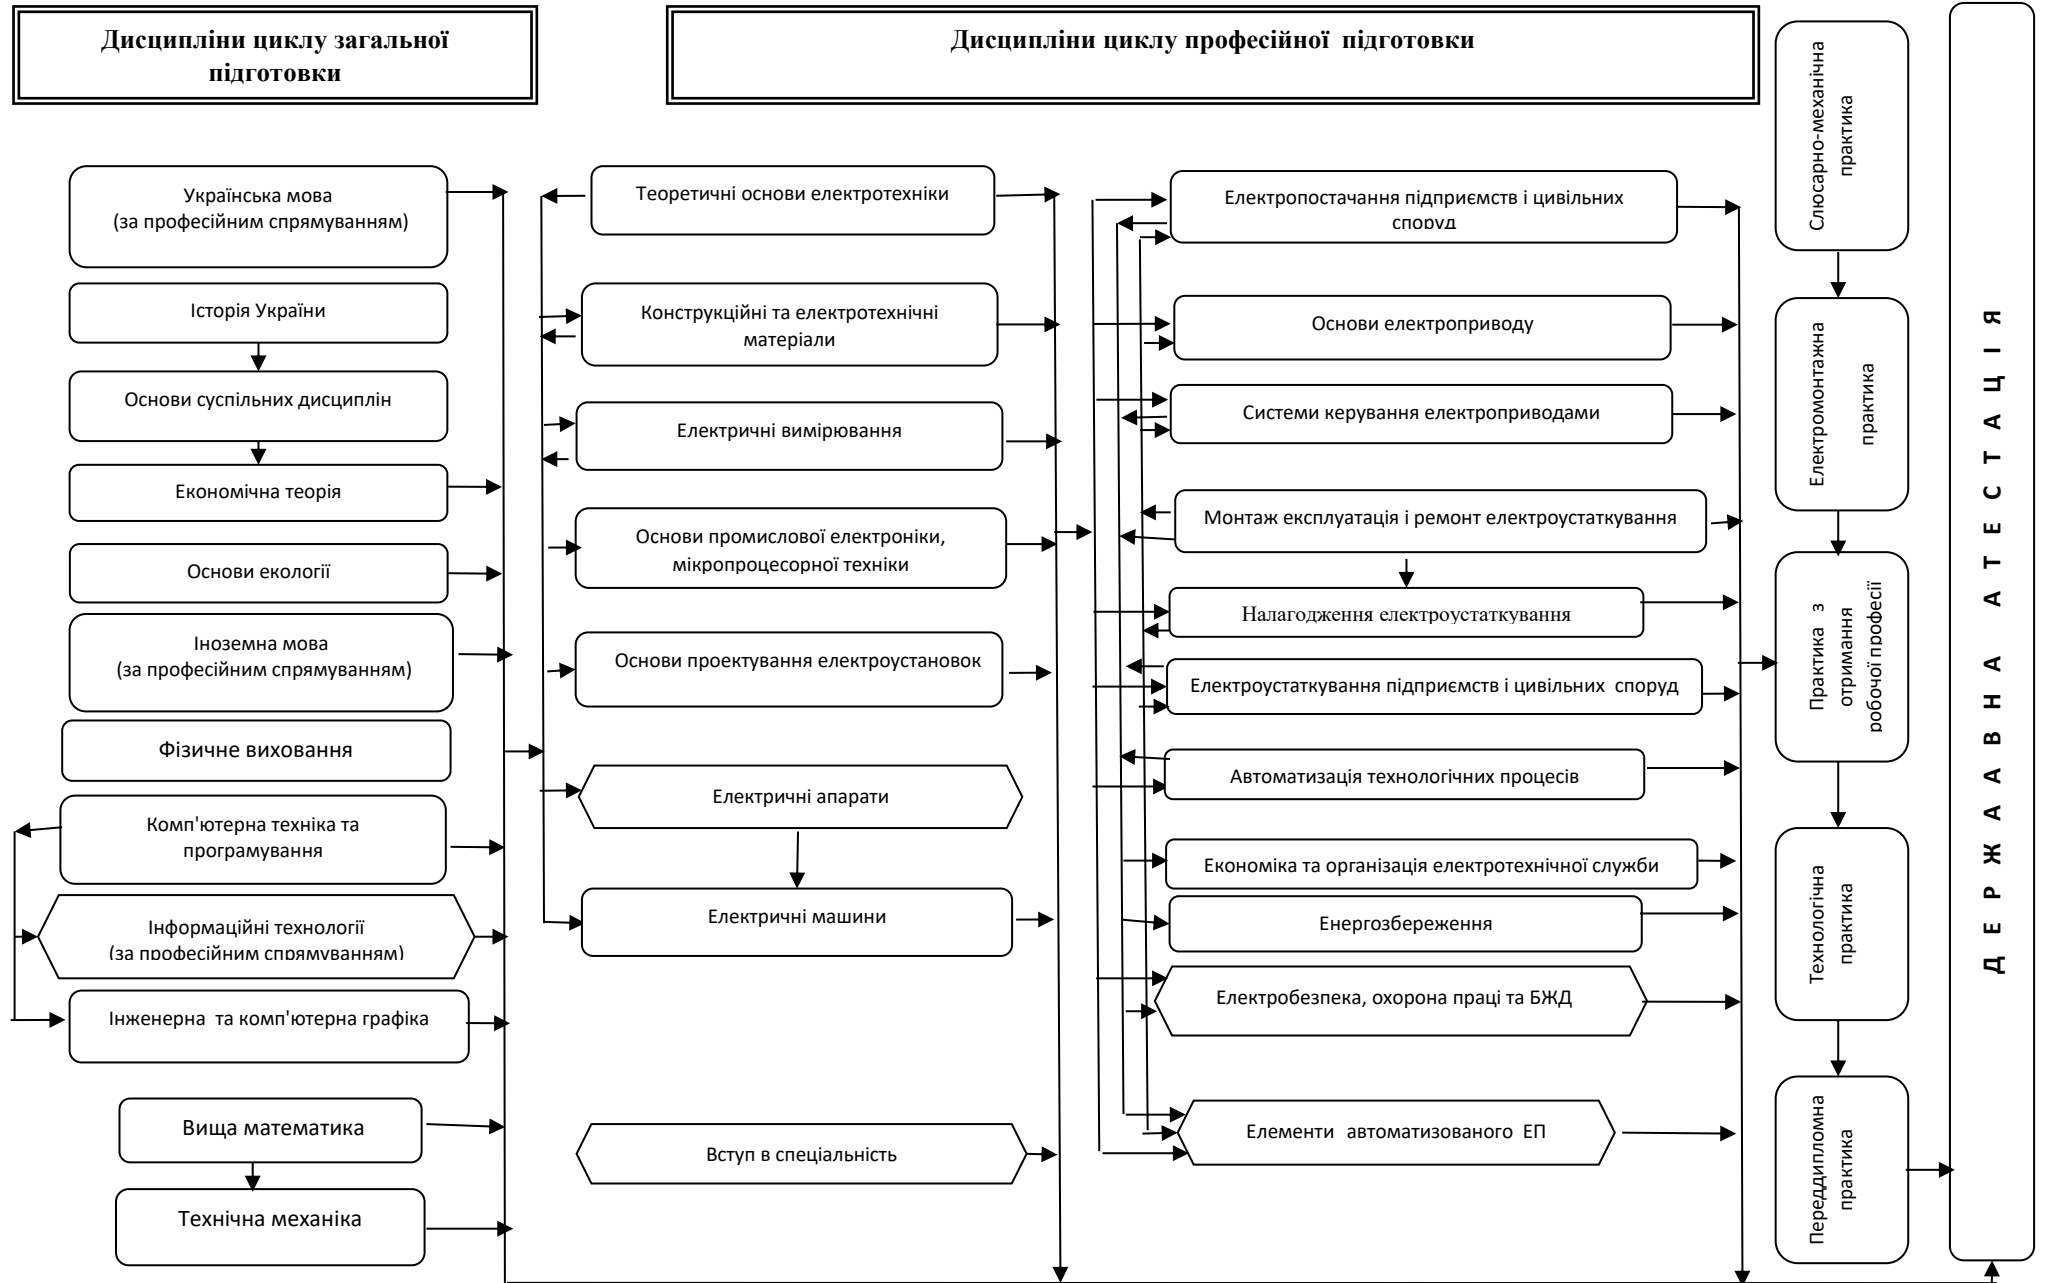 Дисципліни циклу загальної
підготовки
Дисципліни циклу професійної підготовки
Українська мова
(за професійним спрямуванням)
Історія України
Основи суспільних дисциплін
Економічна теорія
Основи екології
Іноземна мова
(за професійним спрямуванням)
Фізичне виховання
Комп'ютерна техніка та
програмування
Інформаційні технології
(за професійним спрямуванням)
Інженерна та комп'ютерна графіка
Вища математика
Технічна механіка
Теоретичні основи електротехніки
Конструкційні та електротехнічні
матеріали
Електричні вимірювання
Основи промислової електроніки,
мікропроцесорної техніки
Основи проектування електроустановок
Електричні апарати
Електричні машини
Вступ в спеціальність
Електропостачання підприємств і цивільних
споруд
Основи електроприводу
Системи керування електроприводами
Монтаж експлуатація і ремонт електроустаткування
Налагодження електроустаткування
Електроустаткування підприємств і цивільних споруд
Автоматизація технологічних процесів
Економіка та організація електротехнічної служби
Енергозбереження
Електробезпека, охорона праці та БЖД
Елементи автоматизованого ЕП
Слюсарно-механічна
практика
Електромонтажна
практика
Практика з
отримання
робочої професії
Технологічна
практика
Переддипломна
практика
ДЕРЖААВНА АТЕСТАЦІЯ